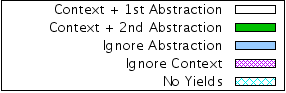 Context + 1st Abstraction
Context + 2nd Abstraction
Ignore Abstraction
Ignore Context
No Yields